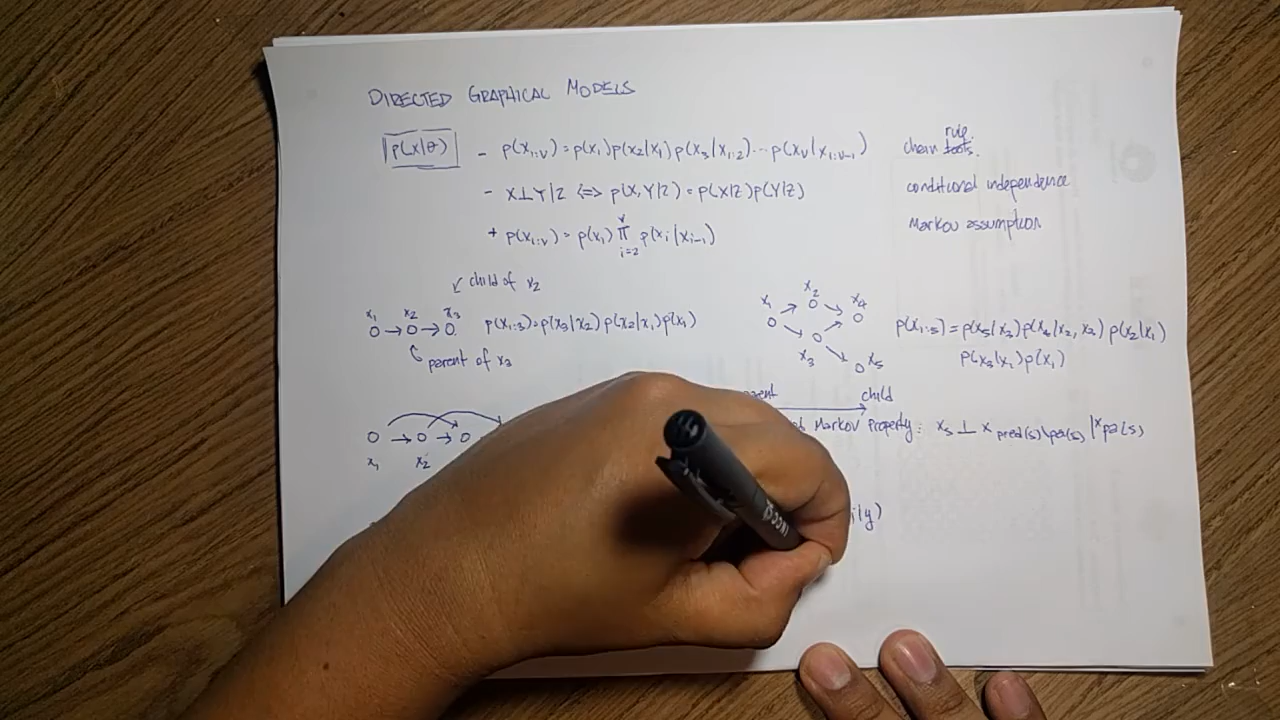 DIRECTED GRAPHICAL MODELS
p(x|θ) - p(x₁:ᵥ) = p(x₁)p(x₂|x₁)p(x₃|x₁:₂)...p(xᵥ|x₁:ᵥ₋₁) chain rule.
- X⊥Y|Z ⟺ p(X,Y|Z) = p(X|Z)p(Y|Z) conditional independence
+ p(x₁:ᵥ) = p(x₁) ∏ᵢ₌₂ⱽ p(xᵢ|xᵢ₋₁) Markov assumption
child of x₂
x₁ x₂ x₃
p(x₁:₃) = p(x₃|x₂)p(x₂|x₁)p(x₁)
parent of x₃
x₁ x₂ x₄
x₃ x₅
p(x₁:₅) = p(x₅|x₃)p(x₄|x₂, x₃)p(x₂|x₁)
p(x₃|x₁)p(x₁)
child
Markov Property: xₛ ⊥ x pred(s)\pa(s) | x pa(s)
x₁ x₂
|y)